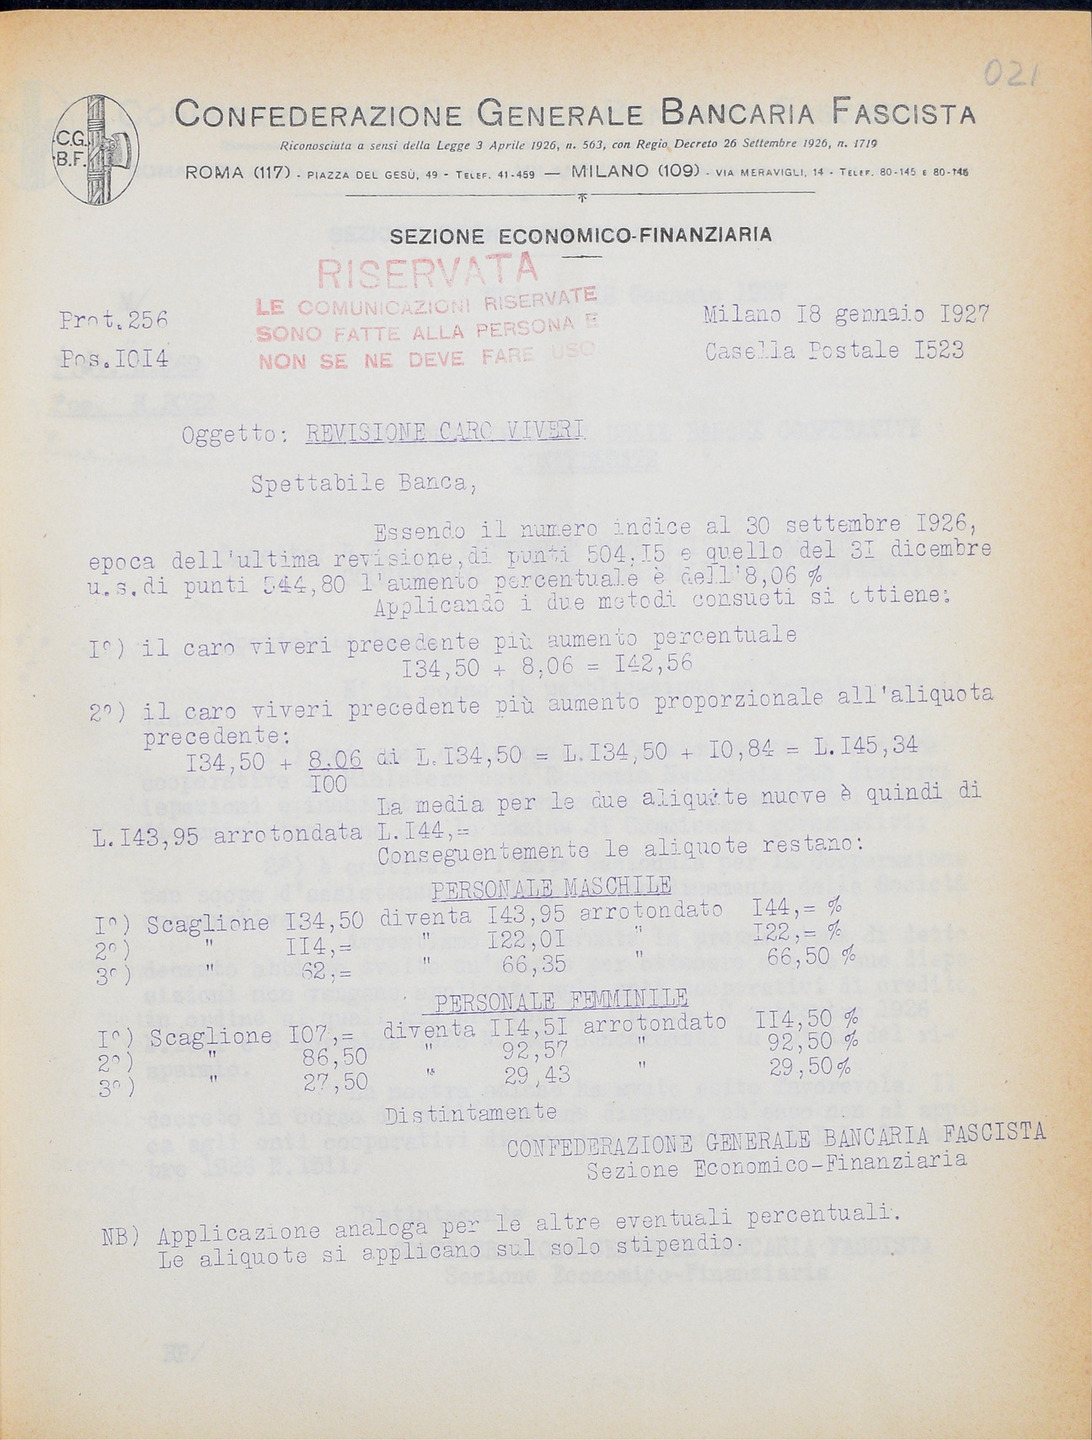 021
C.G.
B.F.
CONFEDERAZIONE GENERALE BANCARIA FASCISTA
Riconosciuta a sensi della Legge 3 Aprile 1926, n. 563, con Regio Decreto 26 Settembre 1926, n. 1719
ROMA (117) - PIAZZA DEL GESÙ, 49 - TELEF. 41-459 — MILANO (109) - VIA MERAVIGLI, 14 - TELEF. 80-145 E 80-146
SEZIONE ECONOMICO-FINANZIARIA
RISERVATA
LE COMUNICAZIONI RISERVATE
SONO FATTE ALLA PERSONA E
NON SE NE DEVE FARE USO
Prot.256
Pos.IOI4
Milano I8 gennaio I927
Casella Postale I523
Oggetto: REVISIONE CARO VIVERI
Spettabile Banca,
Essendo il numero indice al 30 settembre I926,
epoca dell'ultima revisione,di punti 504,I5 e quello del 3I dicembre
u.s.di punti 544,80 l'aumento percentuale è dell'8,06 %
Applicando i due metodi consueti si ottiene:
I°) il caro viveri precedente più aumento percentuale
I34,50 + 8,06 = I42,56
2°) il caro viveri precedente più aumento proporzionale all'aliquota
precedente:
I34,50 + 8,06 di L.I34,50 = L.I34,50 + I0,84 = L.I45,34
I00
La media per le due aliquote nuove è quindi di
L.I43,95 arrotondata L.I44,=
Conseguentemente le aliquote restano:
PERSONALE MASCHILE
I°) Scaglione I34,50 diventa I43,95 arrotondato I44,= %
2°) " II4,= " I22,0I " I22,= %
3°) " 62,= " 66,35 " 66,50 %
PERSONALE FEMMINILE
I°) Scaglione I07,= diventa II4,5I arrotondato II4,50 %
2°) " 86,50 " 92,57 " 92,50 %
3°) " 27,50 " 29,43 " 29,50%
Distintamente
CONFEDERAZIONE GENERALE BANCARIA FASCISTA
Sezione Economico-Finanziaria
NB) Applicazione analoga per le altre eventuali percentuali.
Le aliquote si applicano sul solo stipendio.